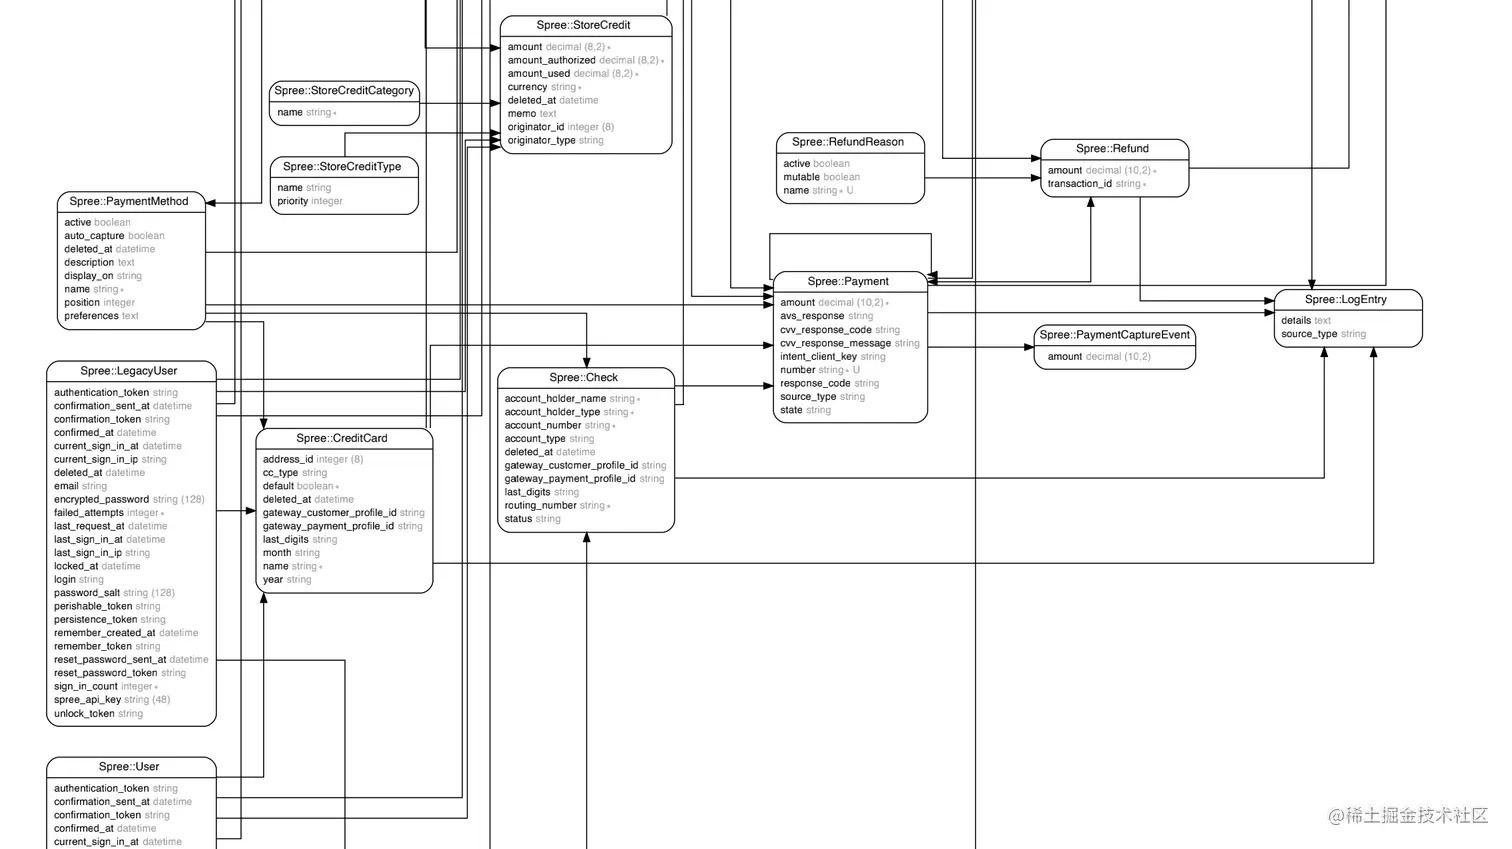 Spree::StoreCredit
amount decimal (8,2) *
amount_authorized decimal (8,2) *
amount_used decimal (8,2) *
currency string *
deleted_at datetime
memo text
originator_id integer (8)
originator_type string
Spree::StoreCreditCategory
name string *
Spree::StoreCreditType
name string
priority integer
Spree::RefundReason
active boolean
mutable boolean
name string * U
Spree::Refund
amount decimal (10,2) *
transaction_id string *
Spree::PaymentMethod
active boolean
auto_capture boolean
deleted_at datetime
description text
display_on string
name string *
position integer
preferences text
Spree::Payment
amount decimal (10,2) *
avs_response string
cvv_response_code string
cvv_response_message string
intent_client_key string
number string * U
response_code string
source_type string
state string
Spree::LogEntry
details text
source_type string
Spree::PaymentCaptureEvent
amount decimal (10,2)
Spree::LegacyUser
authentication_token string
confirmation_sent_at datetime
confirmation_token string
confirmed_at datetime
current_sign_in_at datetime
current_sign_in_ip string
deleted_at datetime
email string
encrypted_password string (128)
failed_attempts integer *
last_request_at datetime
last_sign_in_at datetime
last_sign_in_ip string
locked_at datetime
login string
password_salt string (128)
perishable_token string
persistence_token string
remember_created_at datetime
remember_token string
reset_password_sent_at datetime
reset_password_token string
sign_in_count integer *
spree_api_key string (48)
unlock_token string
Spree::Check
account_holder_name string *
account_holder_type string *
account_number string *
account_type string
deleted_at datetime
gateway_customer_profile_id string
gateway_payment_profile_id string
last_digits string
routing_number string *
status string
Spree::CreditCard
address_id integer (8)
cc_type string
default boolean *
deleted_at datetime
gateway_customer_profile_id string
gateway_payment_profile_id string
last_digits string
month string
name string *
year string
Spree::User
authentication_token string
confirmation_sent_at datetime
confirmation_token string
confirmed_at datetime
current_sign_in_at datetime
@稀土掘金技术社区